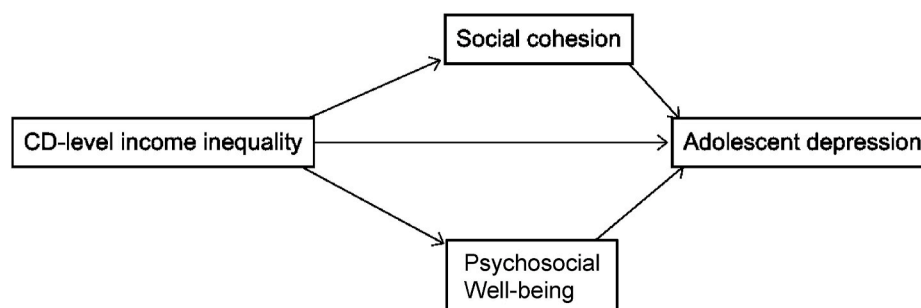 Social cohesion
CD-level income inequality
Adolescent depression
Psychosocial
Well-being